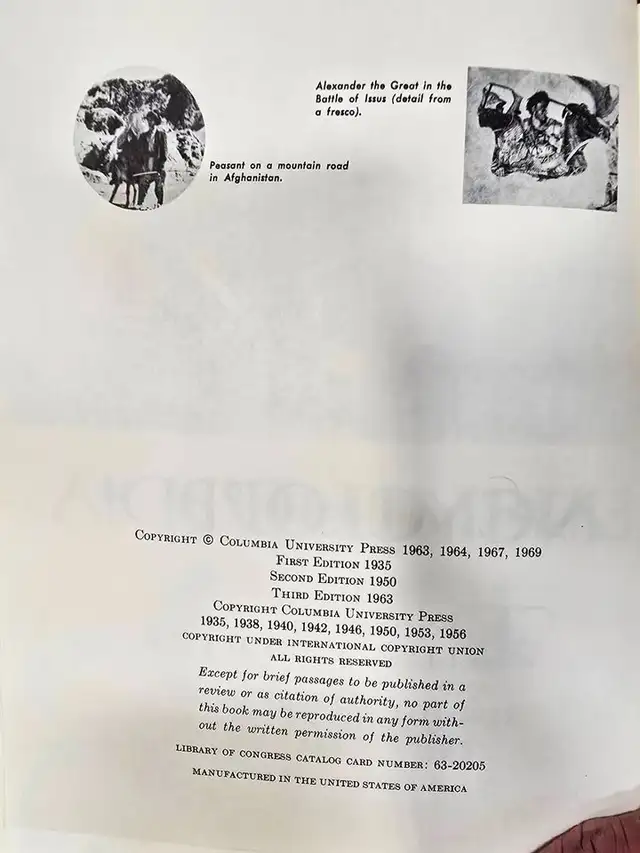 Alexander the Great in the
Battle of Issus (detail from
a fresco).
Peasant on a mountain road
in Afghanistan.
COPYRIGHT © COLUMBIA UNIVERSITY PRESS 1963, 1964, 1967, 1969
FIRST EDITION 1935
SECOND EDITION 1950
THIRD EDITION 1963
COPYRIGHT COLUMBIA UNIVERSITY PRESS
1935, 1938, 1940, 1942, 1946, 1950, 1953, 1956
COPYRIGHT UNDER INTERNATIONAL COPYRIGHT UNION
ALL RIGHTS RESERVED
Except for brief passages to be published in a
review or as citation of authority, no part of
this book may be reproduced in any form with-
out the written permission of the publisher.
LIBRARY OF CONGRESS CATALOG CARD NUMBER: 63-20205
MANUFACTURED IN THE UNITED STATES OF AMERICA